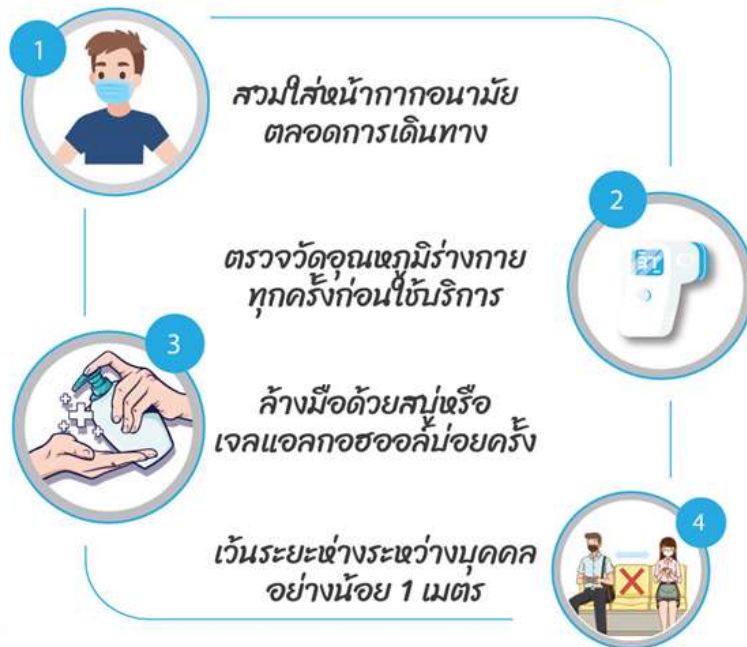 1
สวมใส่หน้ากากอนามัย
ตลอดการเดินทาง
2
ตรวจวัดอุณหภูมิร่างกาย
ทุกครั้งก่อนใช้บริการ
3
ล้างมือด้วยสบู่หรือ
เจลแอลกอฮออล์บ่อยครั้ง
4
เว้นระยะห่างระหว่างบุคคล
อย่างน้อย 1 เมตร